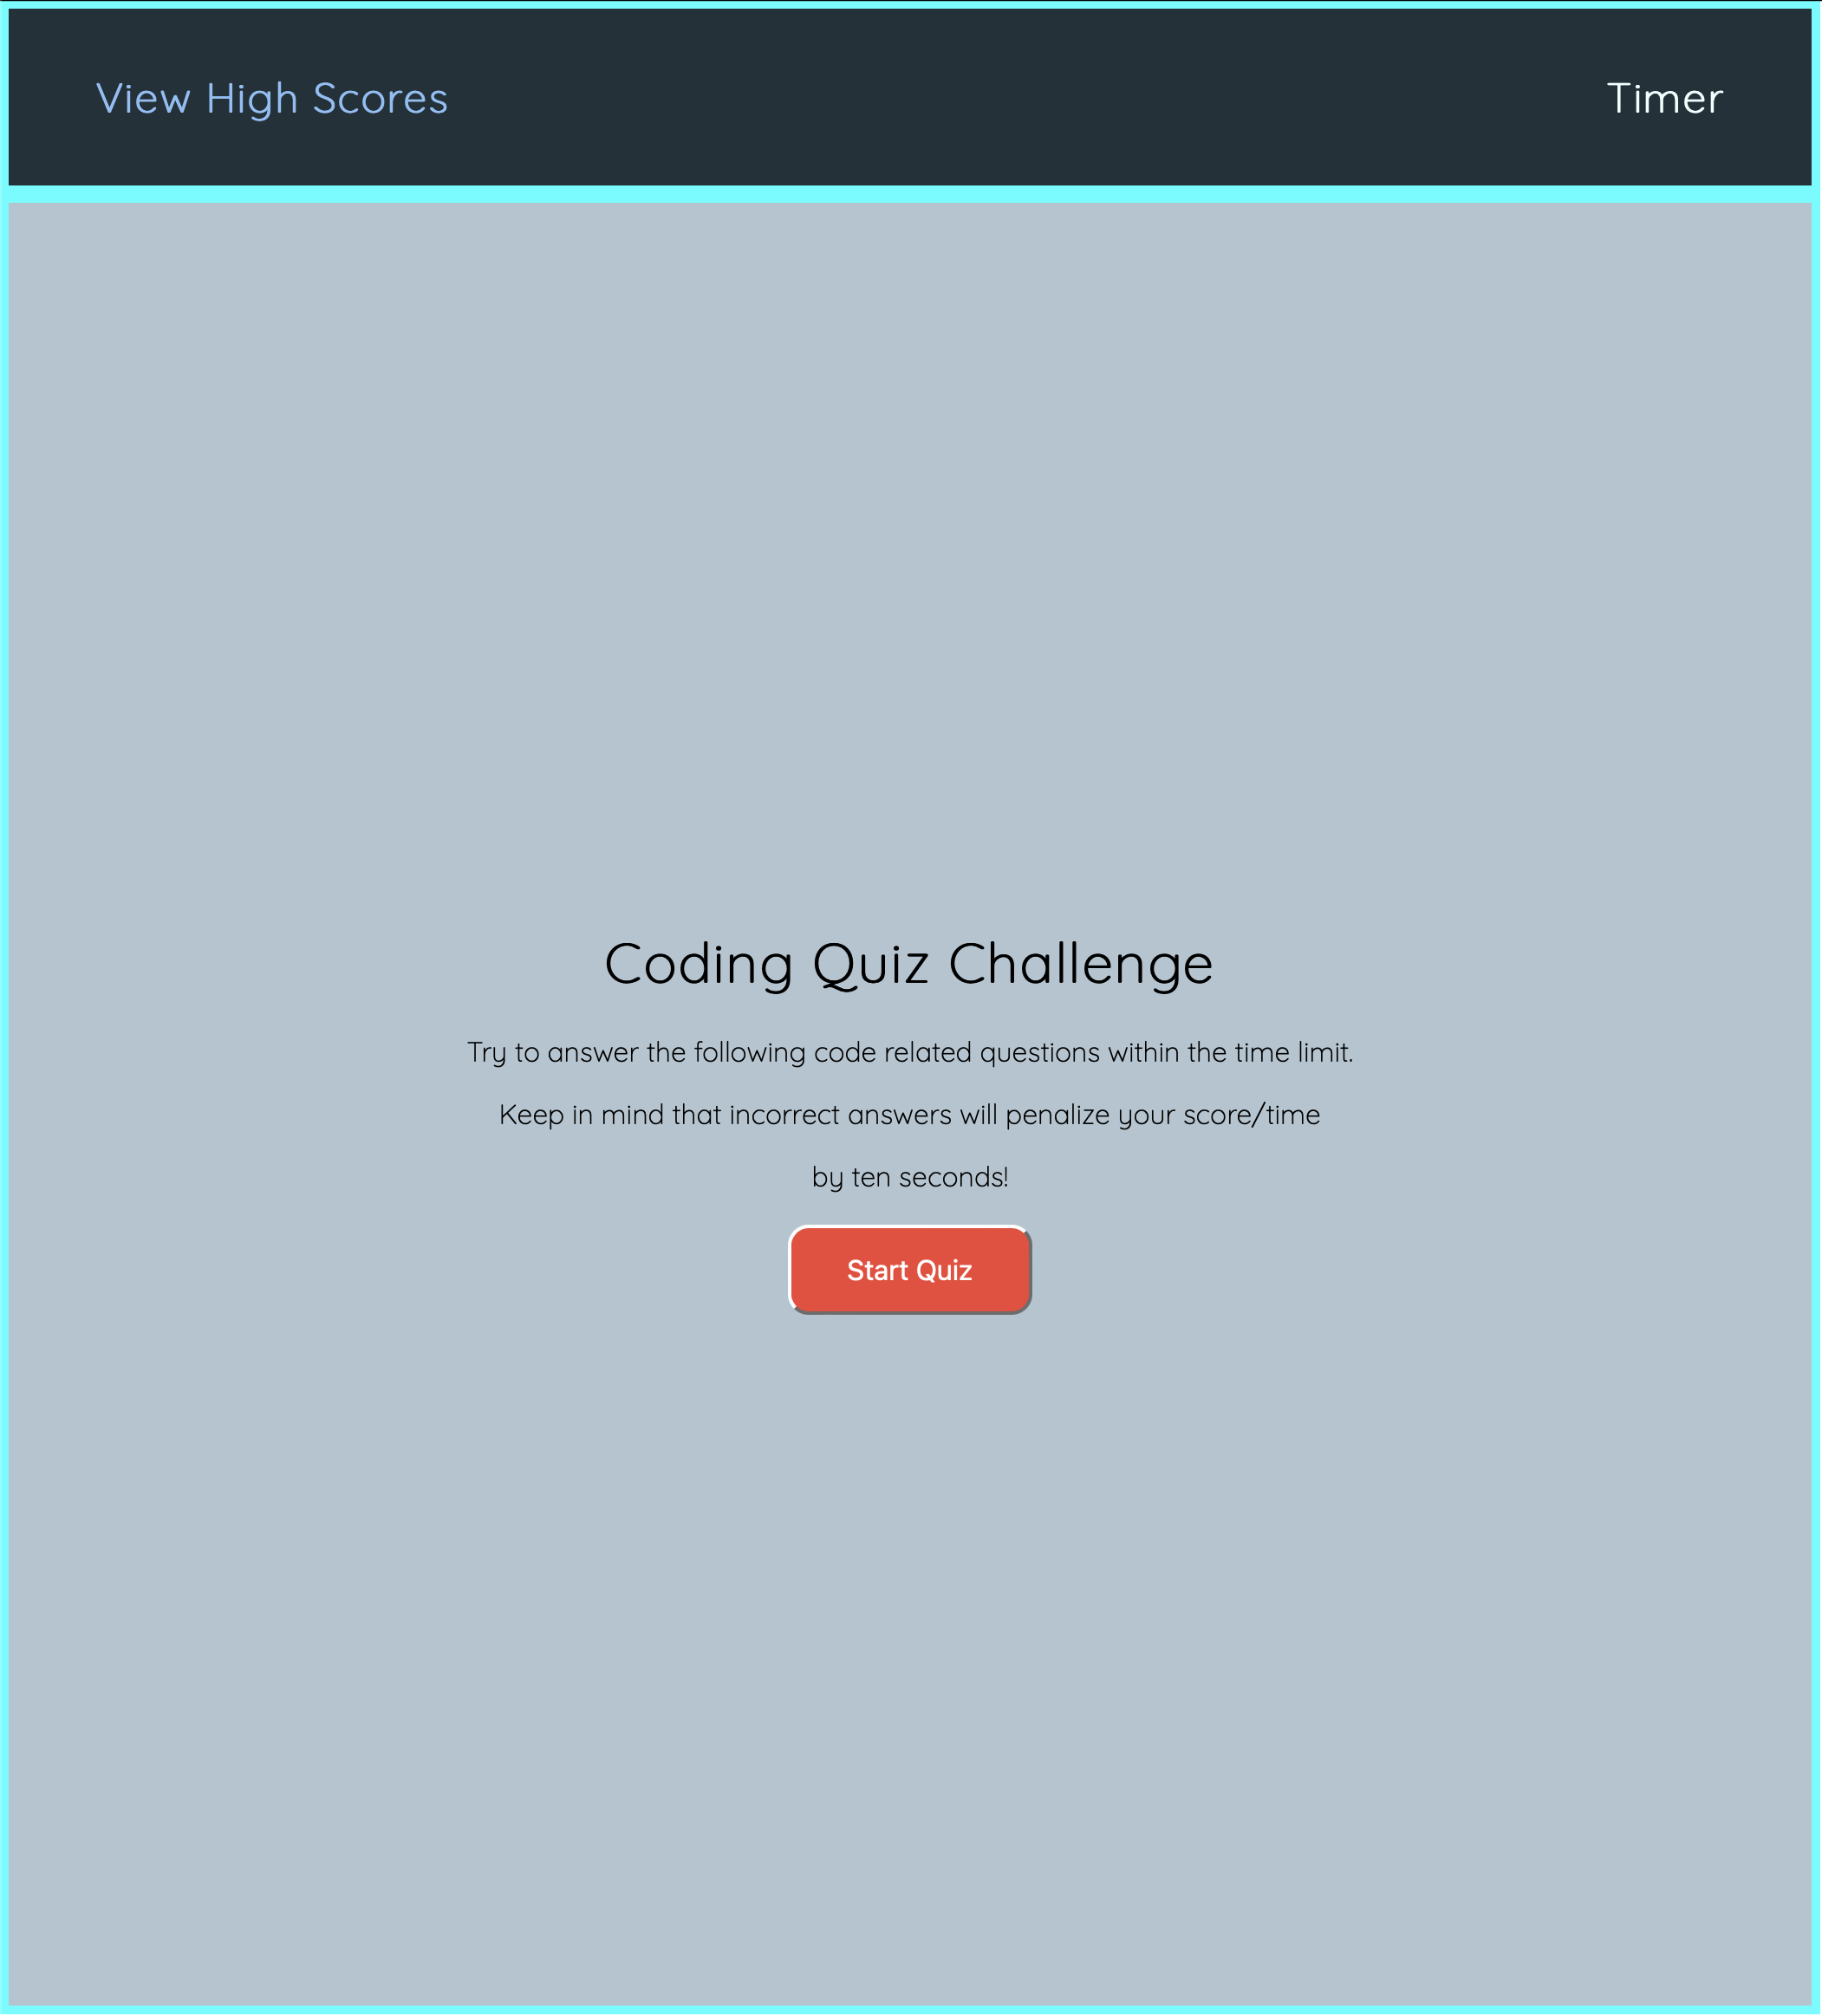 View High Scores
Timer
Coding Quiz Challenge
Try to answer the following code related questions within the time limit.
Keep in mind that incorrect answers will penalize your score/time
by ten seconds!
Start Quiz